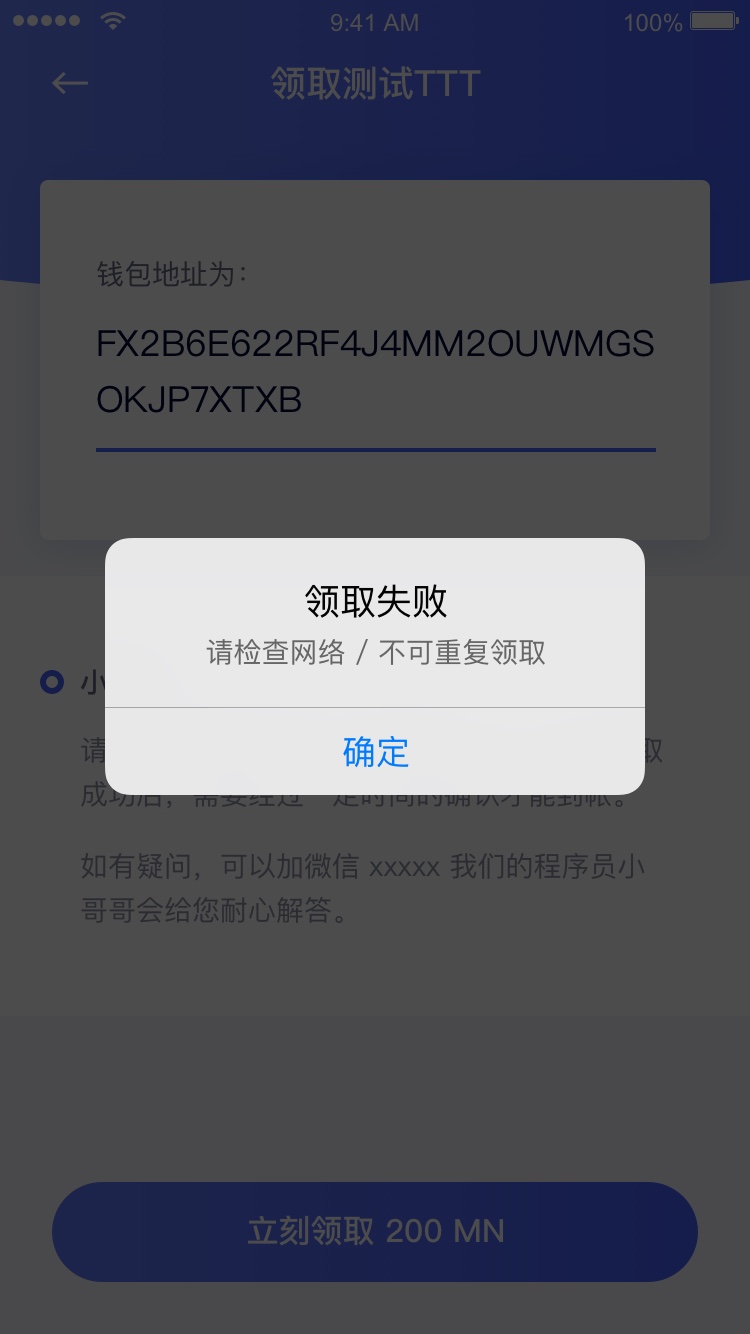 9:41 AM
100%
领取测试TTT
钱包地址为：
FX2B6E622RF4J4MM2OUWMGS
OKJP7XTXB
领取失败
请检查网络 / 不可重复领取
确定
小
请 取
成功后，需要经过一定时间的确认才能到帐。
如有疑问，可以加微信 xxxxx 我们的程序员小
哥哥会给您耐心解答。
立刻领取 200 MN